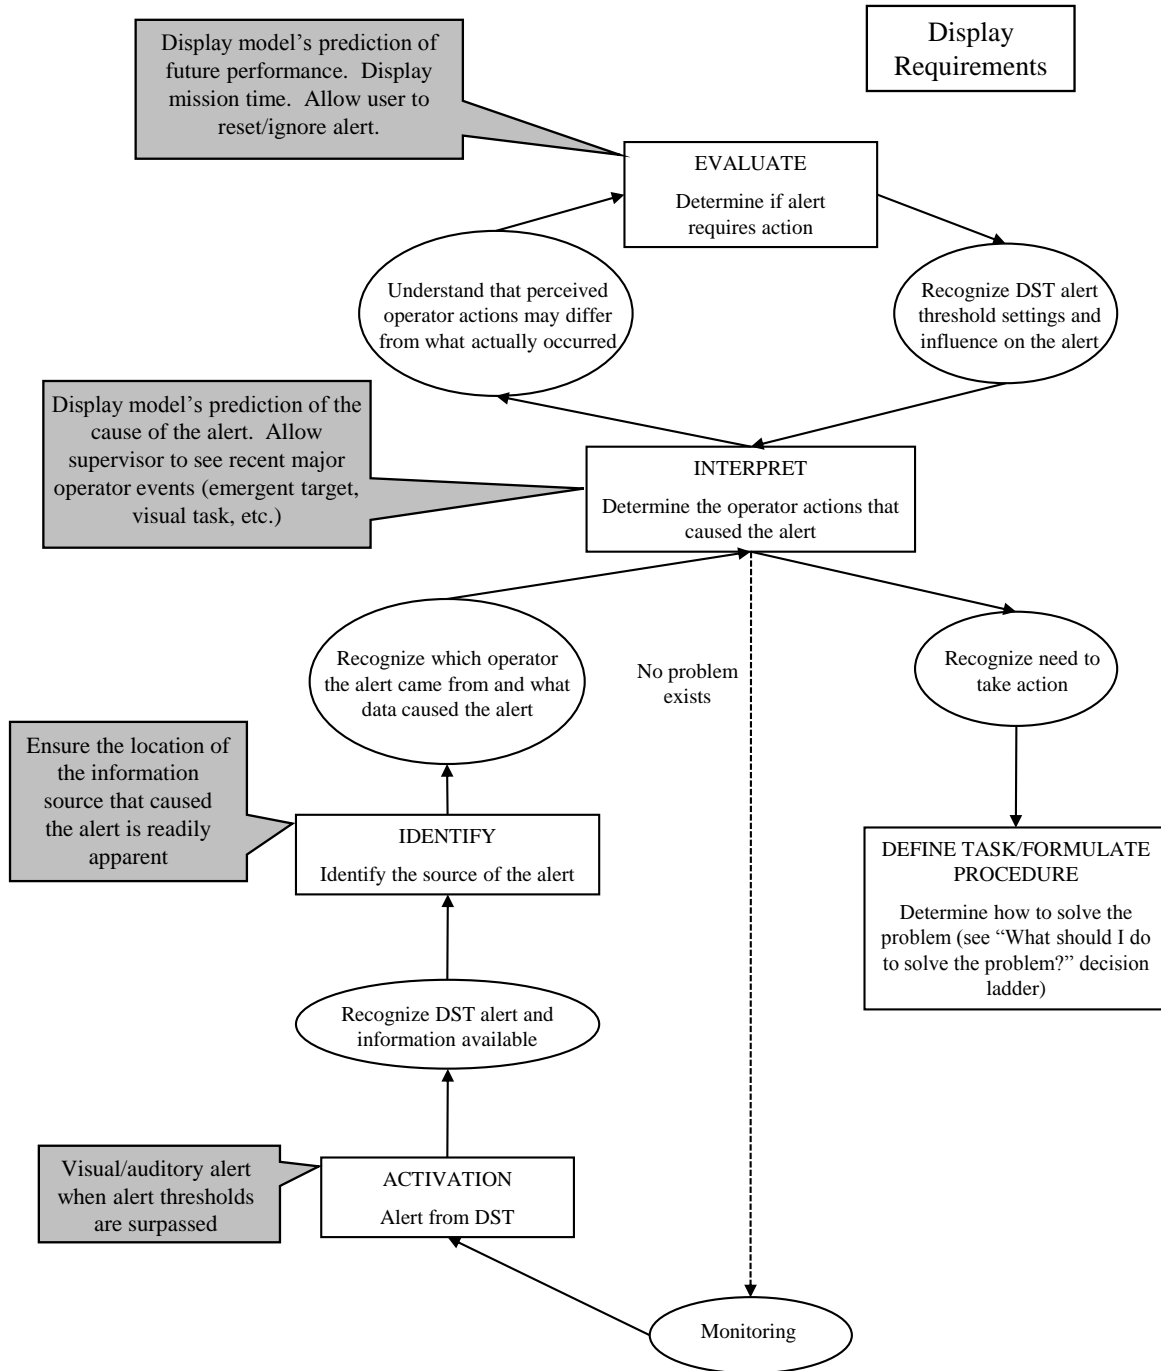 Display model’s prediction of
future performance.  Display
mission time.  Allow user to
reset/ignore alert.
Display
Requirements
EVALUATE
Determine if alert
requires action
Understand that perceived
operator actions may differ
from what actually occurred
Recognize DST alert
threshold settings and
influence on the alert
Display model’s prediction of the
cause of the alert.  Allow
supervisor to see recent major
operator events (emergent target,
visual task, etc.)
INTERPRET
Determine the operator actions that
caused the alert
Recognize which operator
the alert came from and what
data caused the alert
No problem
exists
Recognize need to
take action
Ensure the location of
the information
source that caused
the alert is readily
apparent
IDENTIFY
Identify the source of the alert
DEFINE TASK/FORMULATE
PROCEDURE
Determine how to solve the
problem (see “What should I do
to solve the problem?” decision
ladder)
Recognize DST alert and
information available
Visual/auditory alert
when alert thresholds
are surpassed
ACTIVATION
Alert from DST
Monitoring